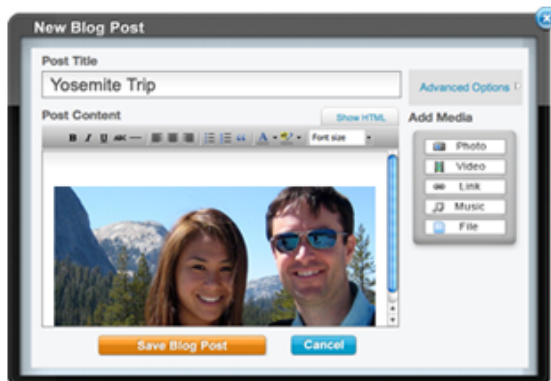 New Blog Post
Post Title
Yosemite Trip
Advanced Options
Post Content
Show HTML
Add Media
B I U ABC
A
Font size
Photo
Video
Link
Music
File
Save Blog Post
Cancel